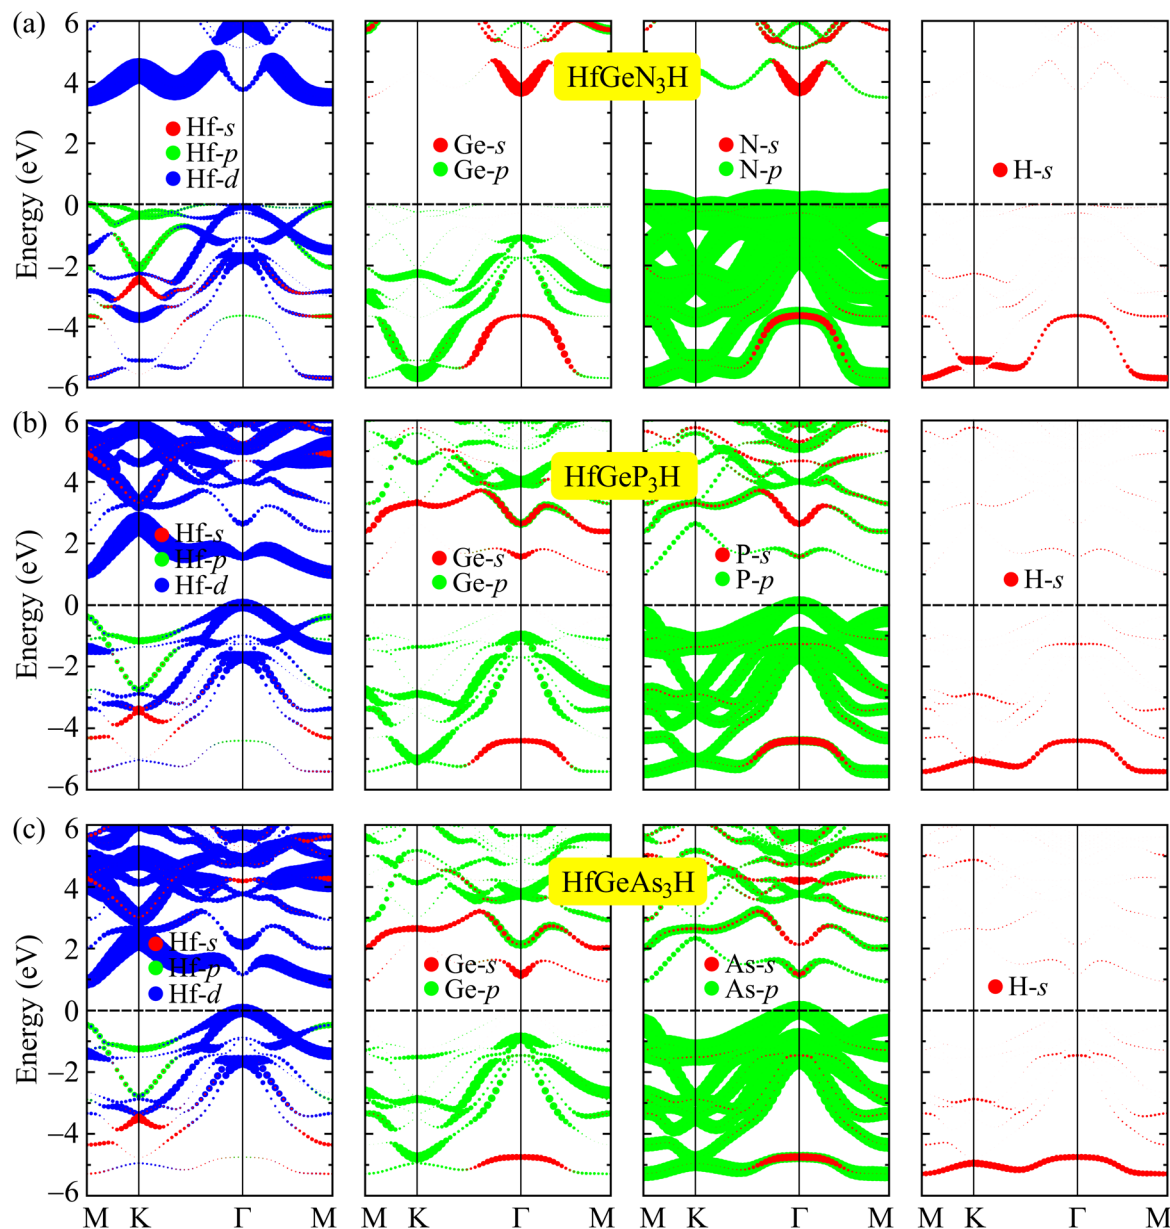 (a)
Energy (eV)
6
4
2
0
−2
−4
−6
Hf-s
Hf-p
Hf-d
Ge-s
Ge-p
HfGeN₃H
N-s
N-p
H-s
(b)
Energy (eV)
6
4
2
0
−2
−4
−6
Hf-s
Hf-p
Hf-d
Ge-s
Ge-p
HfGeP₃H
P-s
P-p
H-s
(c)
Energy (eV)
6
4
2
0
−2
−4
−6
Hf-s
Hf-p
Hf-d
Ge-s
Ge-p
HfGeAs₃H
As-s
As-p
H-s
M K Γ M K Γ M K Γ M K Γ M